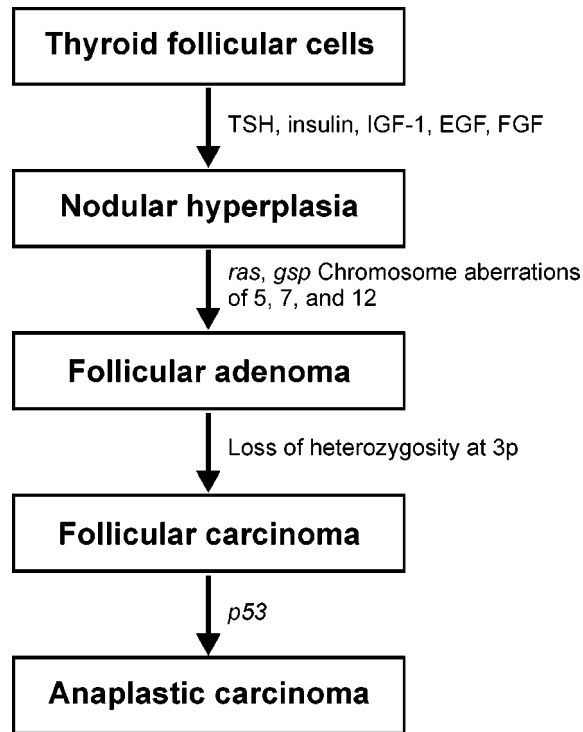 Thyroid follicular cells
TSH, insulin, IGF-1, EGF, FGF
Nodular hyperplasia
ras, gsp Chromosome aberrations
of 5, 7, and 12
Follicular adenoma
Loss of heterozygosity at 3p
Follicular carcinoma
p53
Anaplastic carcinoma